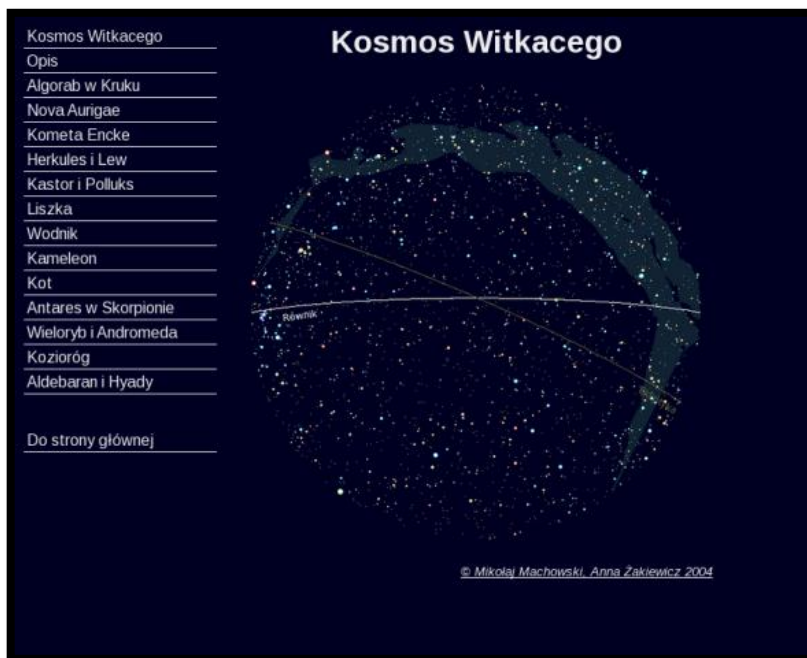 Kosmos Witkacego
Opis
Algorab w Kruku
Nova Aurigae
Kometa Encke
Herkules i Lew
Kastor i Polluks
Liszka
Wodnik
Kameleon
Kot
Antares w Skorpionie
Wieloryb i Andromeda
Kozioróg
Aldebaran i Hyady
Do strony głównej
Kosmos Witkacego
Równik
© Mikołaj Machowski, Anna Żakiewicz 2004